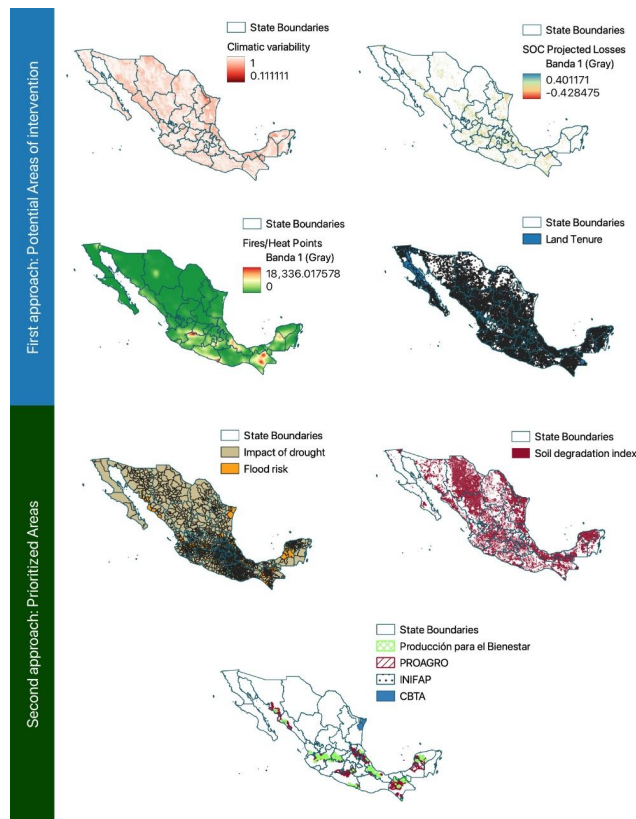 First approach: Potential Areas of intervention
State Boundaries
Climatic variability
1
0.111111
State Boundaries
SOC Projected Losses
Banda 1 (Gray)
0.401171
-0.428475
State Boundaries
Fires/Heat Points
Banda 1 (Gray)
18,336.017578
0
State Boundaries
Land Tenure
Second approach: Prioritized Areas
State Boundaries
Impact of drought
Flood risk
State Boundaries
Soil degradation index
State Boundaries
Producción para el Bienestar
PROAGRO
INIFAP
CBTA